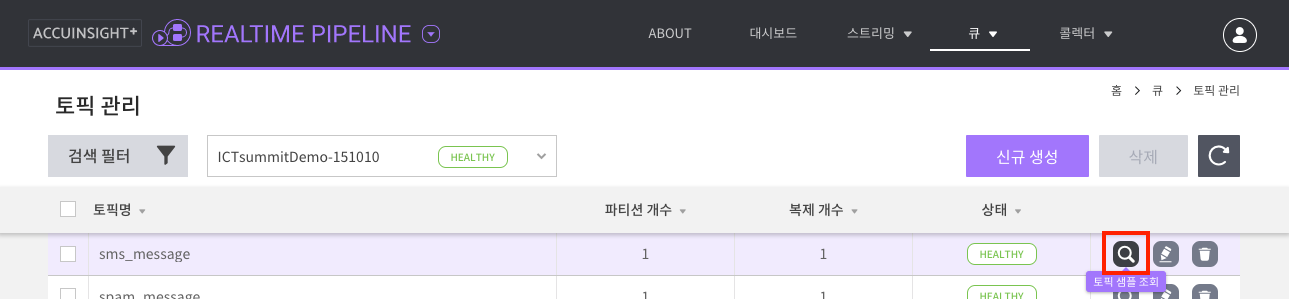 ACCUINSIGHT+ REALTIME PIPELINE ABOUT 대시보드 스트리밍 큐 콜렉터
홈 > 큐 > 토픽 관리
토픽 관리
검색 필터 ICTsummitDemo-151010 HEALTHY 신규 생성 삭제
토픽명 파티션 개수 복제 개수 상태
sms_message 1 1 HEALTHY
토픽 샘플 조회
spam_message 1 1 HEALTHY